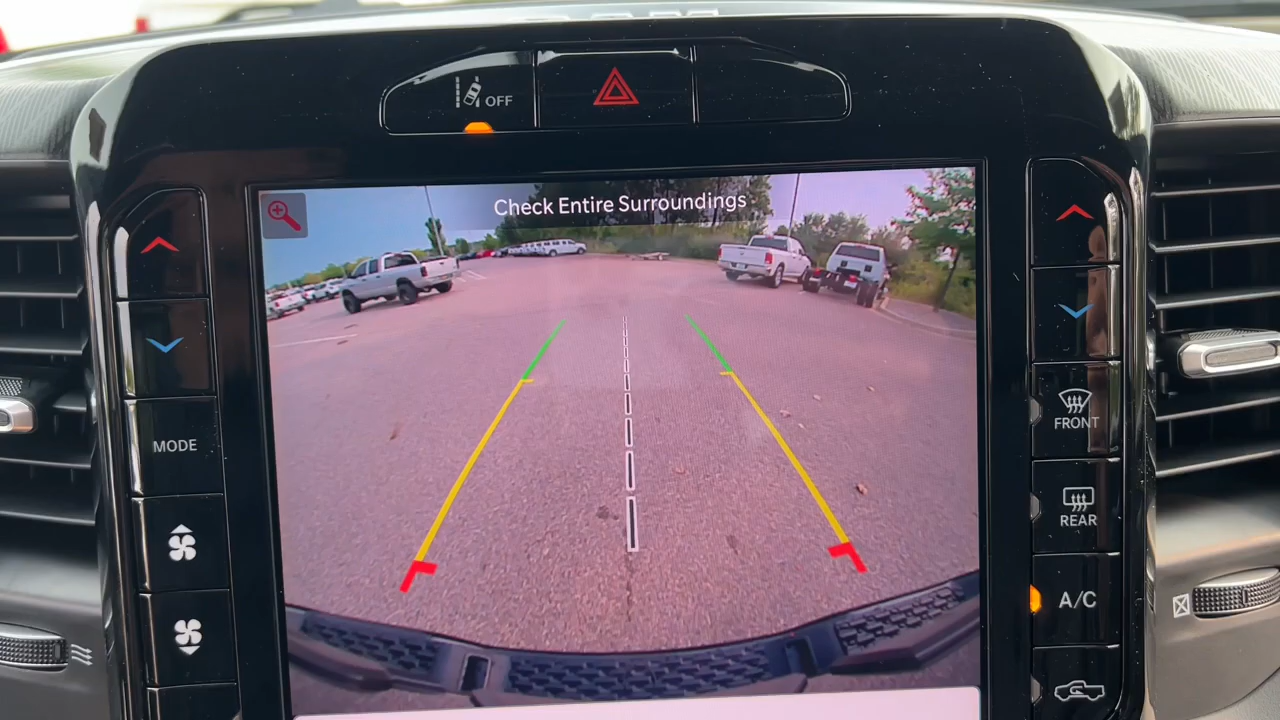 OFF
Check Entire Surroundings
MODE
FRONT
REAR
A/C